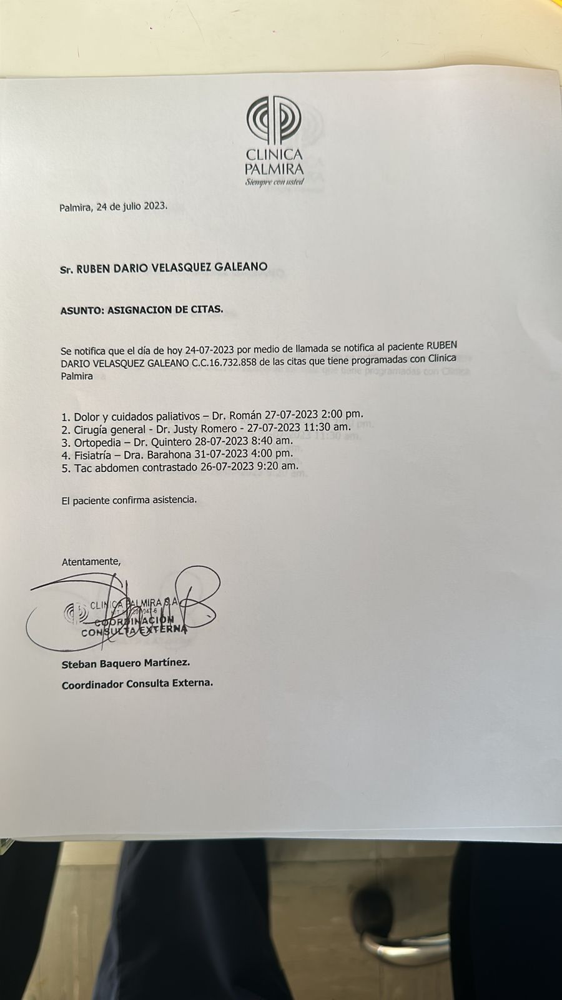 CLINICA
PALMIRA
Siempre con usted
Palmira, 24 de julio 2023.
Sr. RUBEN DARIO VELASQUEZ GALEANO
ASUNTO: ASIGNACION DE CITAS.
Se notifica que el día de hoy 24-07-2023 por medio de llamada se notifica al paciente RUBEN
DARIO VELASQUEZ GALEANO C.C.16.732.858 de las citas que tiene programadas con Clinica
Palmira
1. Dolor y cuidados paliativos – Dr. Román 27-07-2023 2:00 pm.
2. Cirugía general - Dr. Justy Romero - 27-07-2023 11:30 am.
3. Ortopedia – Dr. Quintero 28-07-2023 8:40 am.
4. Fisiatría – Dra. Barahona 31-07-2023 4:00 pm.
5. Tac abdomen contrastado 26-07-2023 9:20 am.
El paciente confirma asistencia.
Atentamente,
CLINICA PALMIRA S.A
COORDINACIÓN
CONSULTA EXTERNA
Steban Baquero Martínez.
Coordinador Consulta Externa.